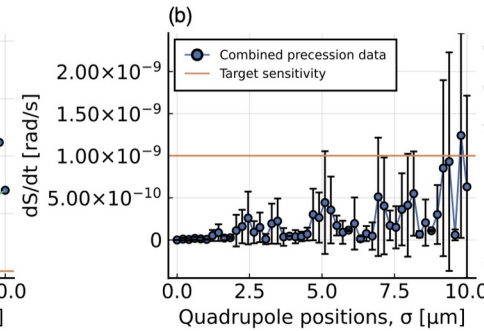 (b)
Combined precession data
Target sensitivity
dS/dt [rad/s]
2.00×10⁻⁹
1.50×10⁻⁹
1.00×10⁻⁹
5.00×10⁻¹⁰
0
0.0
0.0 2.5 5.0 7.5 10.0
]
Quadrupole positions, σ [μm]